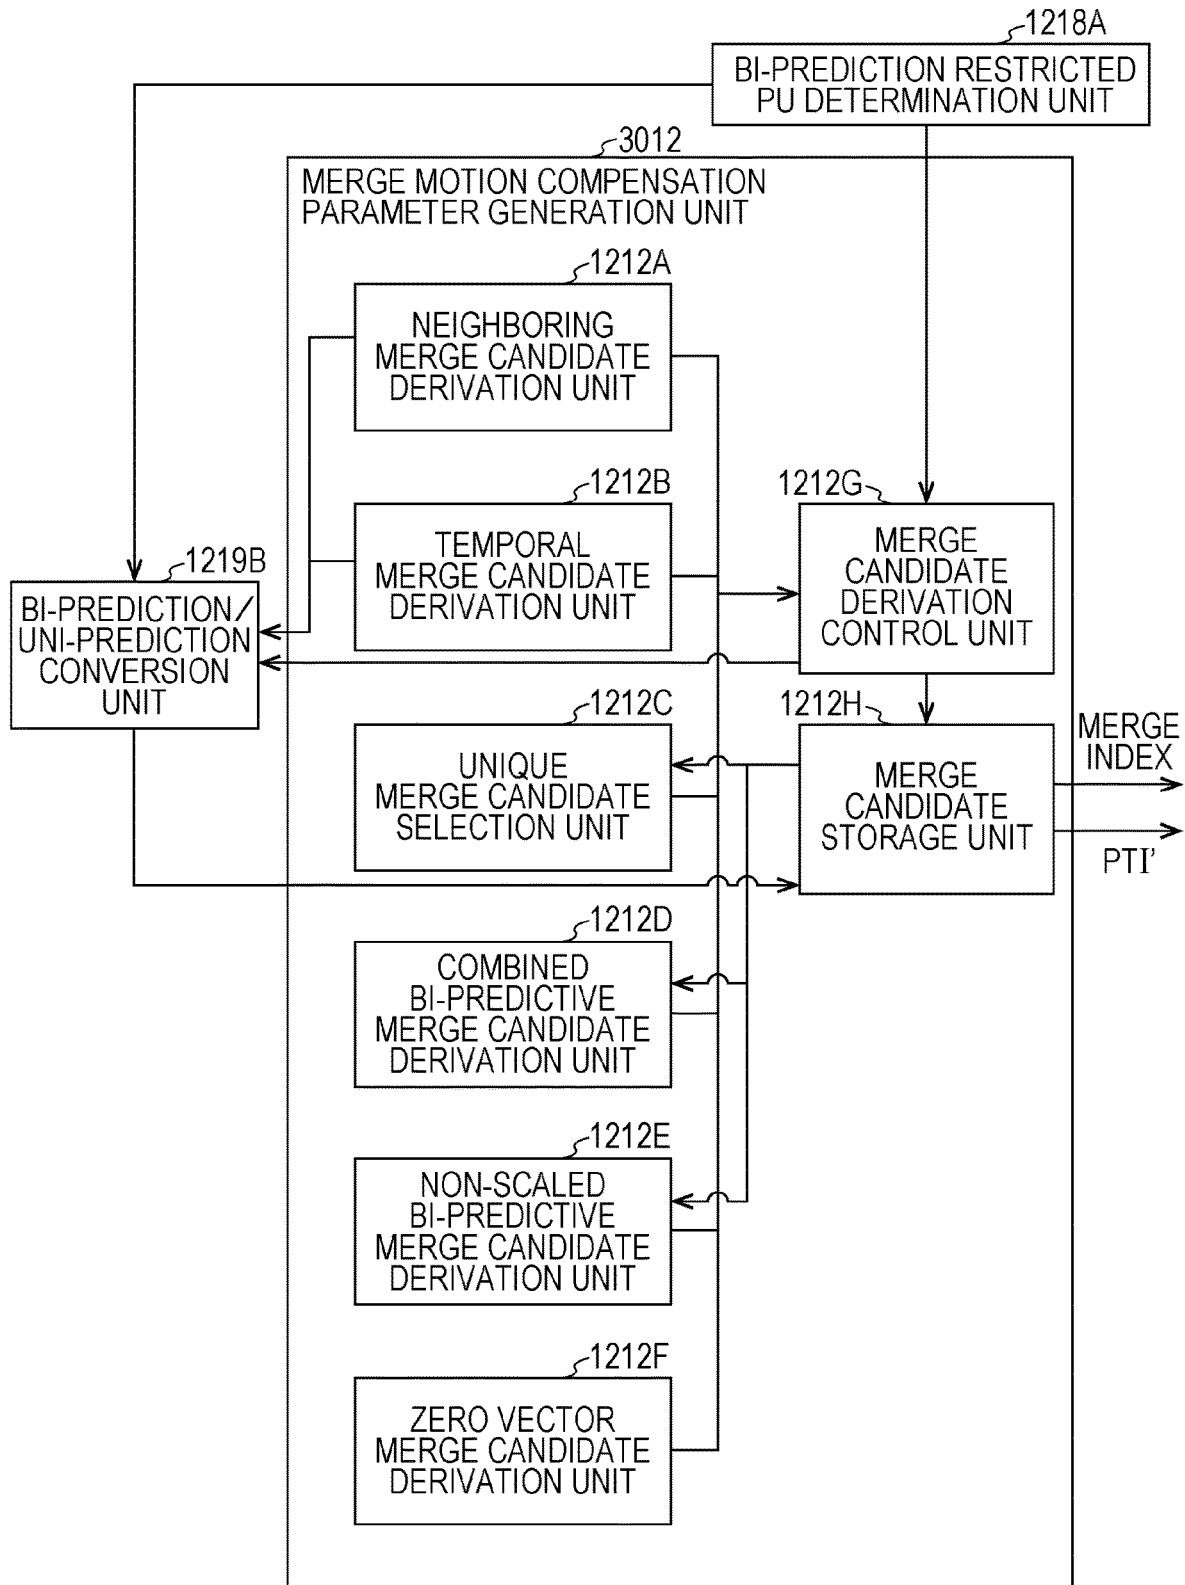 1218A
BI-PREDICTION RESTRICTED
PU DETERMINATION UNIT
3012
MERGE MOTION COMPENSATION
PARAMETER GENERATION UNIT
1212A
NEIGHBORING
MERGE CANDIDATE
DERIVATION UNIT
1212B
TEMPORAL
MERGE CANDIDATE
DERIVATION UNIT
1212G
MERGE
CANDIDATE
DERIVATION
CONTROL UNIT
1219B
BI-PREDICTION/
UNI-PREDICTION
CONVERSION
UNIT
1212C
UNIQUE
MERGE CANDIDATE
SELECTION UNIT
1212H
MERGE
CANDIDATE
STORAGE UNIT
MERGE
INDEX
PTI'
1212D
COMBINED
BI-PREDICTIVE
MERGE CANDIDATE
DERIVATION UNIT
1212E
NON-SCALED
BI-PREDICTIVE
MERGE CANDIDATE
DERIVATION UNIT
1212F
ZERO VECTOR
MERGE CANDIDATE
DERIVATION UNIT